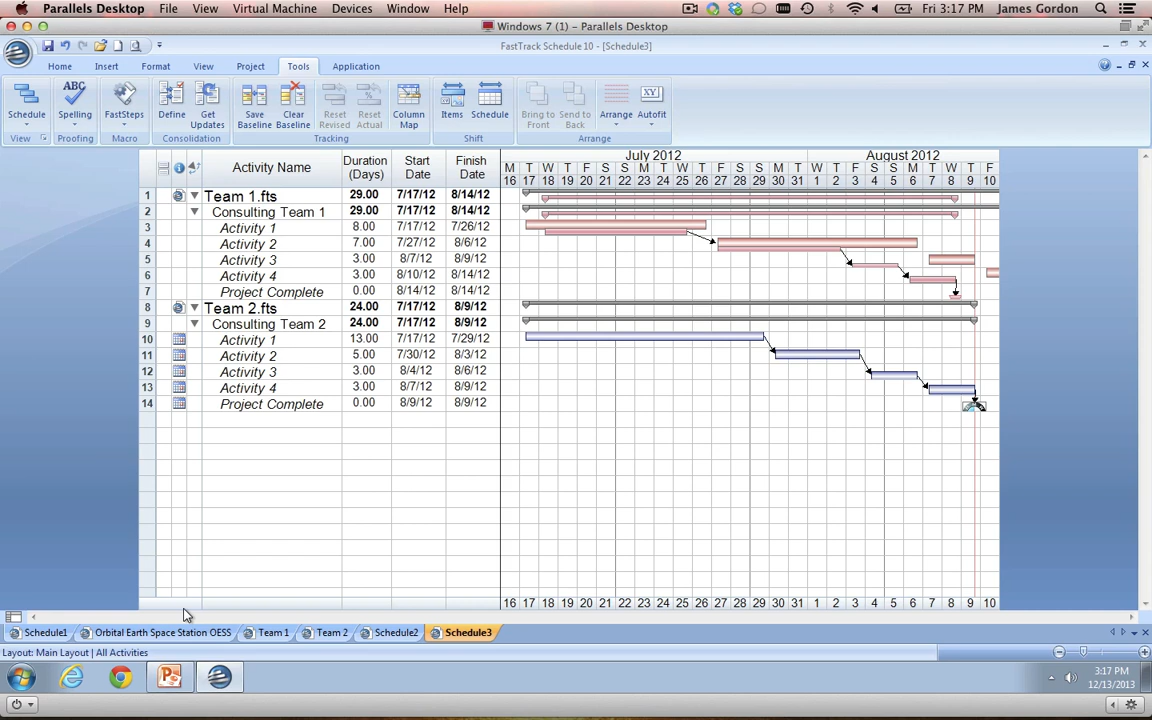 Parallels Desktop File View Virtual Machine Devices Window Help Fri 3:17 PM James Gordon
Windows 7 (1) – Parallels Desktop
FastTrack Schedule 10 - [Schedule3]
Home Insert Format View Project Tools Application
ABC
XY
Schedule Spelling FastSteps Define Get Updates Save Baseline Clear Baseline Reset Revised Reset Actual Column Map Items Schedule Bring to Front Send to Back Arrange Autofit
View Proofing Macro Consolidation Tracking Shift Arrange
July 2012 August 2012
Activity Name Duration (Days) Start Date Finish Date
M T W T F S S M T W T F S S M T W T F S S M T W T F
16 17 18 19 20 21 22 23 24 25 26 27 28 29 30 31 1 2 3 4 5 6 7 8 9 10
1 Team 1.fts 29.00 7/17/12 8/14/12
2 Consulting Team 1 29.00 7/17/12 8/14/12
3 Activity 1 8.00 7/17/12 7/26/12
4 Activity 2 7.00 7/27/12 8/6/12
5 Activity 3 3.00 8/7/12 8/9/12
6 Activity 4 3.00 8/10/12 8/14/12
7 Project Complete 0.00 8/14/12 8/14/12
8 Team 2.fts 24.00 7/17/12 8/9/12
9 Consulting Team 2 24.00 7/17/12 8/9/12
10 Activity 1 13.00 7/17/12 7/29/12
11 Activity 2 5.00 7/30/12 8/3/12
12 Activity 3 3.00 8/4/12 8/6/12
13 Activity 4 3.00 8/7/12 8/9/12
14 Project Complete 0.00 8/9/12 8/9/12
16 17 18 19 20 21 22 23 24 25 26 27 28 29 30 31 1 2 3 4 5 6 7 8 9 10
Schedule1 Orbital Earth Space Station OESS Team 1 Team 2 Schedule2 Schedule3
Layout: Main Layout | All Activities
3:17 PM
12/13/2013